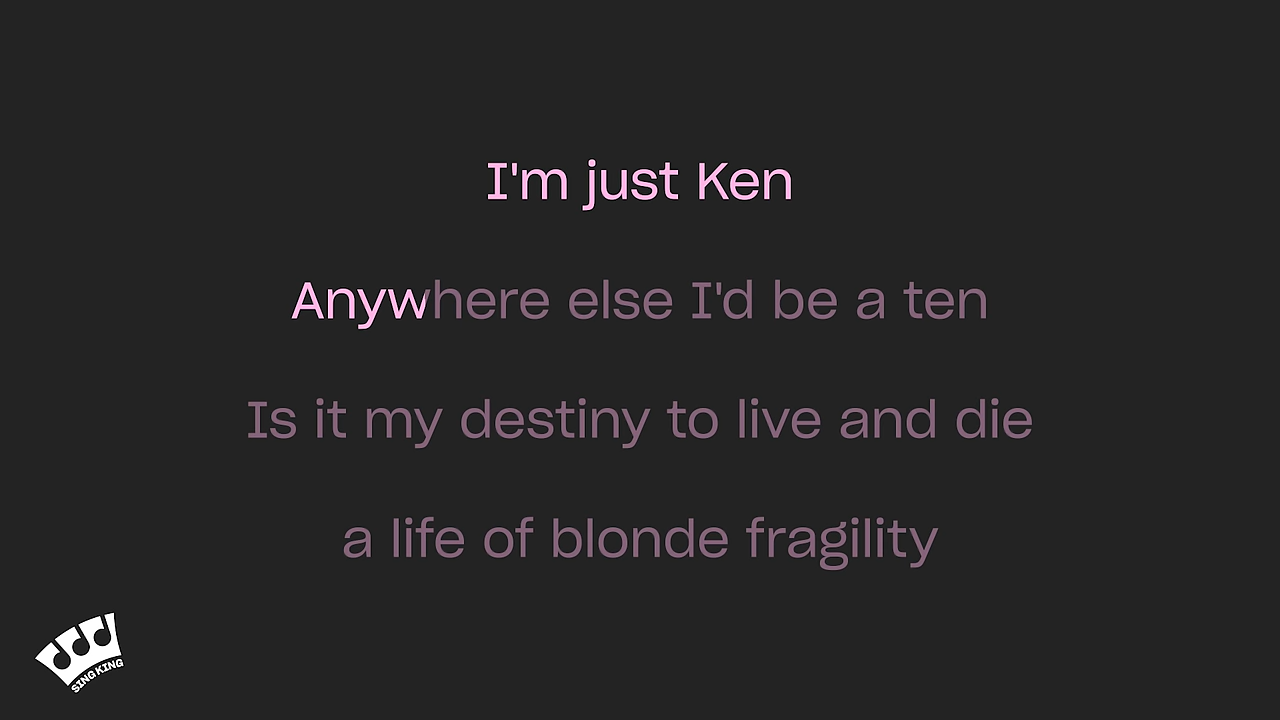 I'm just Ken
Anywhere else I'd be a ten
Is it my destiny to live and die
a life of blonde fragility
SING KING